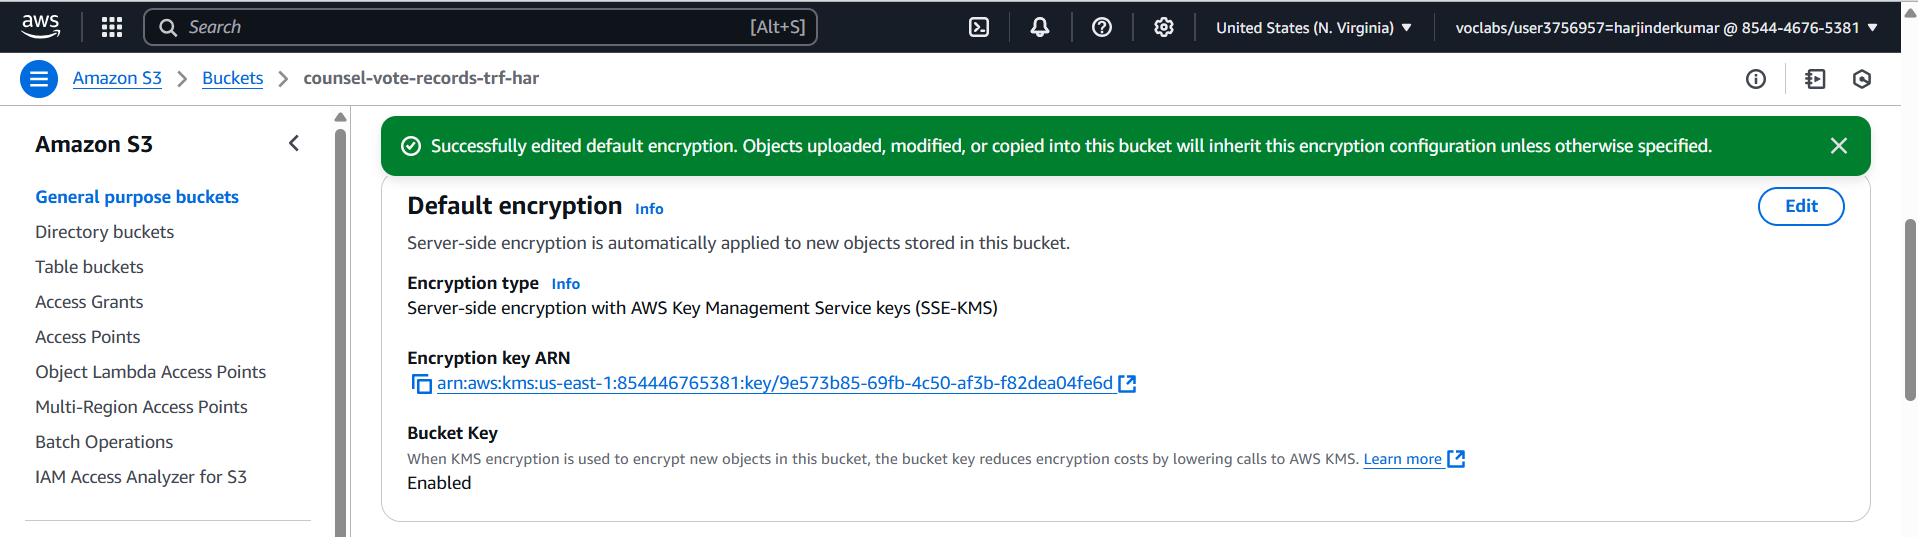 aws
Search [Alt+S]
United States (N. Virginia)
voclabs/user3756957=harjinderkumar @ 8544-4676-5381
Amazon S3 > Buckets > counsel-vote-records-trf-har
Amazon S3
General purpose buckets
Directory buckets
Table buckets
Access Grants
Access Points
Object Lambda Access Points
Multi-Region Access Points
Batch Operations
IAM Access Analyzer for S3
Successfully edited default encryption. Objects uploaded, modified, or copied into this bucket will inherit this encryption configuration unless otherwise specified.
Default encryption Info
Edit
Server-side encryption is automatically applied to new objects stored in this bucket.
Encryption type Info
Server-side encryption with AWS Key Management Service keys (SSE-KMS)
Encryption key ARN
arn:aws:kms:us-east-1:854446765381:key/9e573b85-69fb-4c50-af3b-f82dea04fe6d
Bucket Key
When KMS encryption is used to encrypt new objects in this bucket, the bucket key reduces encryption costs by lowering calls to AWS KMS. Learn more
Enabled